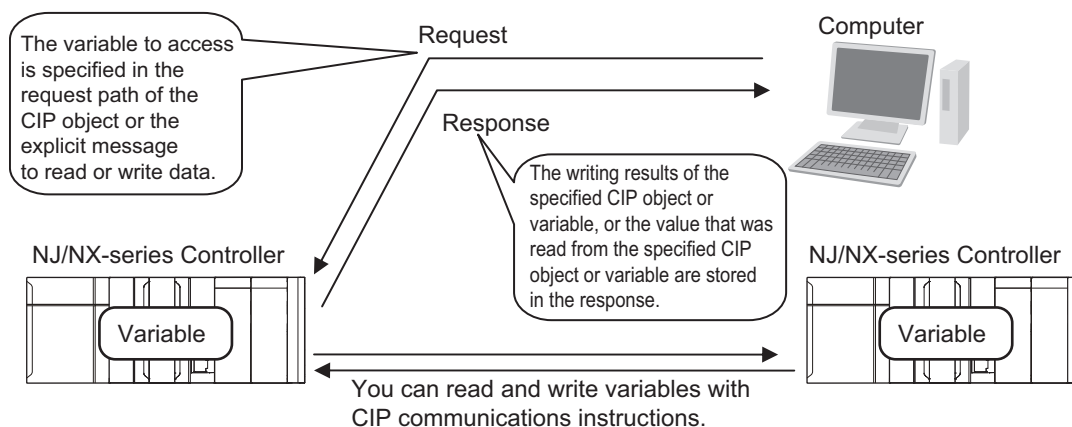 The variable to access
is specified in the
request path of the
CIP object or the
explicit message
to read or write data.
Request
Computer
Response
The writing results of the
specified CIP object or
variable, or the value that was
read from the specified CIP
object or variable are stored
in the response.
NJ/NX-series Controller
NJ/NX-series Controller
Variable
Variable
You can read and write variables with
CIP communications instructions.